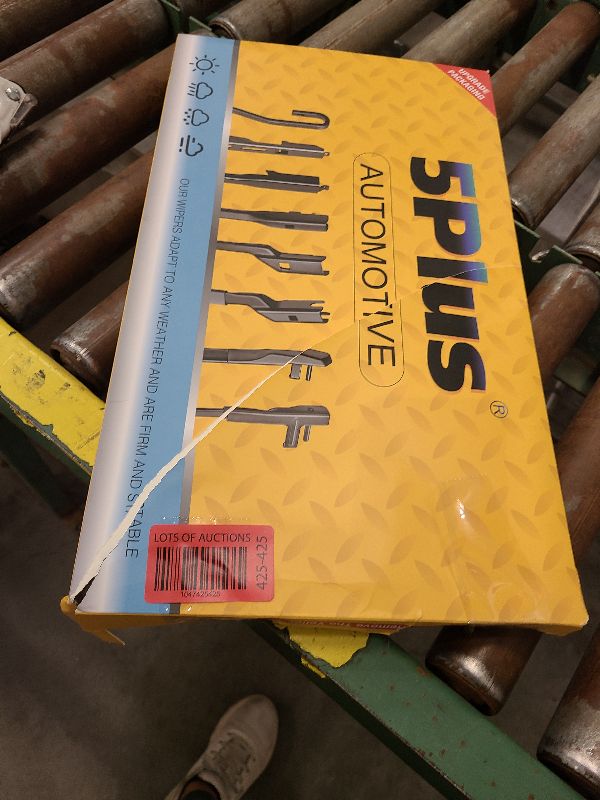 UPGRADE
PACKAGING
5Plus®
AUTOMOTIVE
OUR WIPERS ADAPT TO ANY WEATHER AND ARE FIRM AND
LOTS OF AUCTIONS
1047425425
425-425